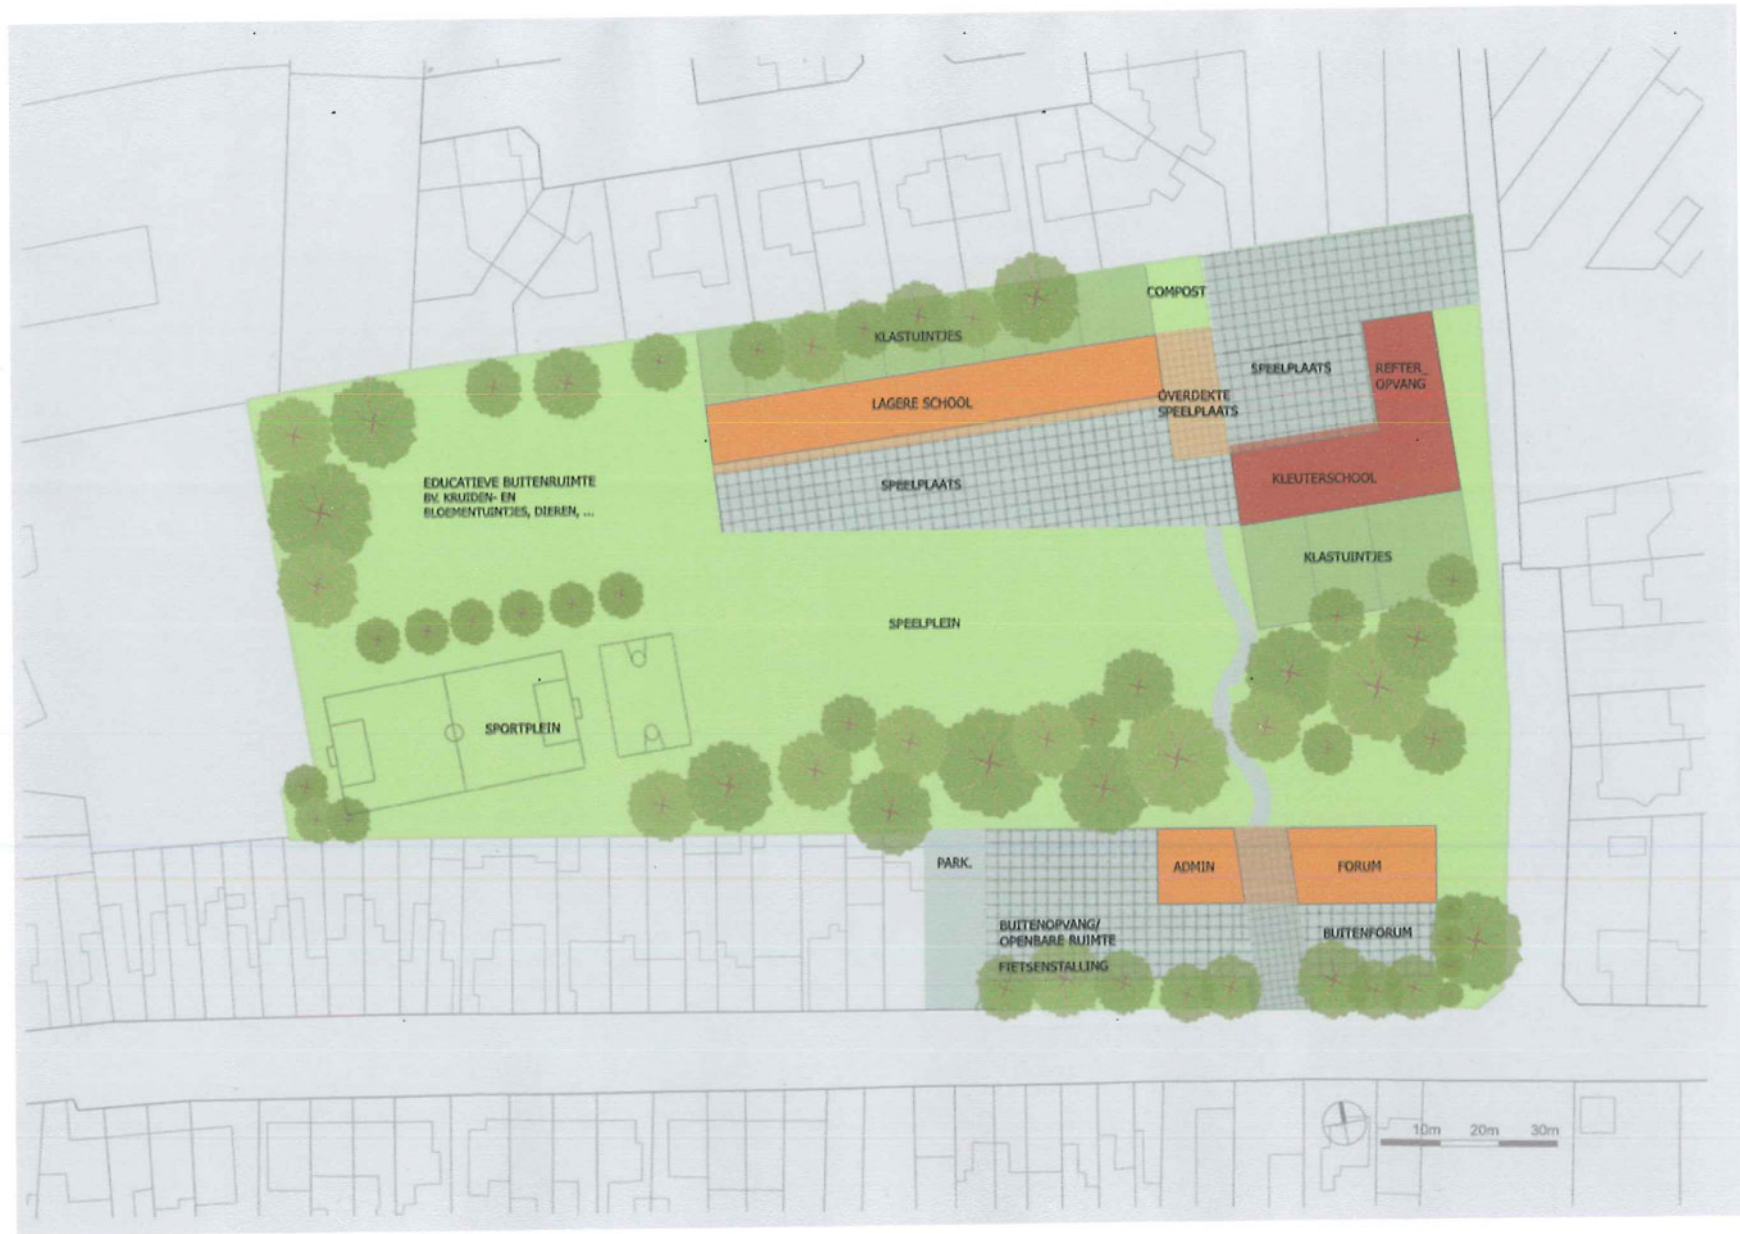 COMPOST
KLASTUINTJES
SPEELPLAATS
REFTER_
OPVANG
LAGERE SCHOOL
OVERDEKTE
SPEELPLAATS
EDUCATIEVE BUITENRUIMTE
BV. KRUIDEN- EN
BLOEMENTUINTJES, DIEREN, ...
SPEELPLAATS
KLEUTERSCHOOL
KLASTUINTJES
SPEELPLEIN
SPORTPLEIN
PARK.
ADMIN
FORUM
BUITENOPVANG/
OPENBARE RUIMTE
BUITENFORUM
FIETSENSTALLING
10m 20m 30m